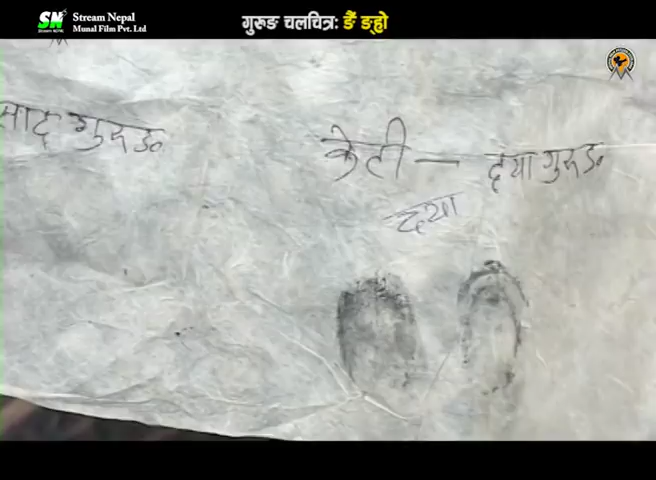 Stream Nepal
Munal Film Pvt. Ltd
गुरूङ चलचित्र: ङैं ङ्ह्रो
साद गुरूङ
केटी — दया गुरूङ
दया